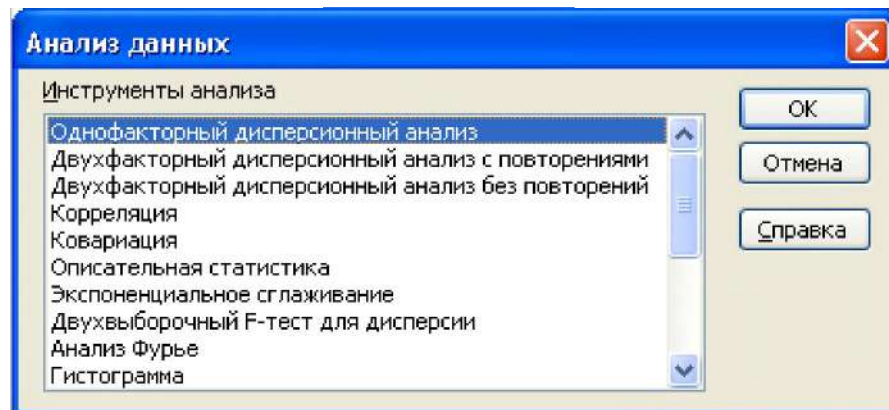 Анализ данных
Инструменты анализа
Однофакторный дисперсионный анализ
Двухфакторный дисперсионный анализ с повторениями
Двухфакторный дисперсионный анализ без повторений
Корреляция
Ковариация
Описательная статистика
Экспоненциальное сглаживание
Двухвыборочный F-тест для дисперсии
Анализ Фурье
Гистограмма
ОК
Отмена
Справка